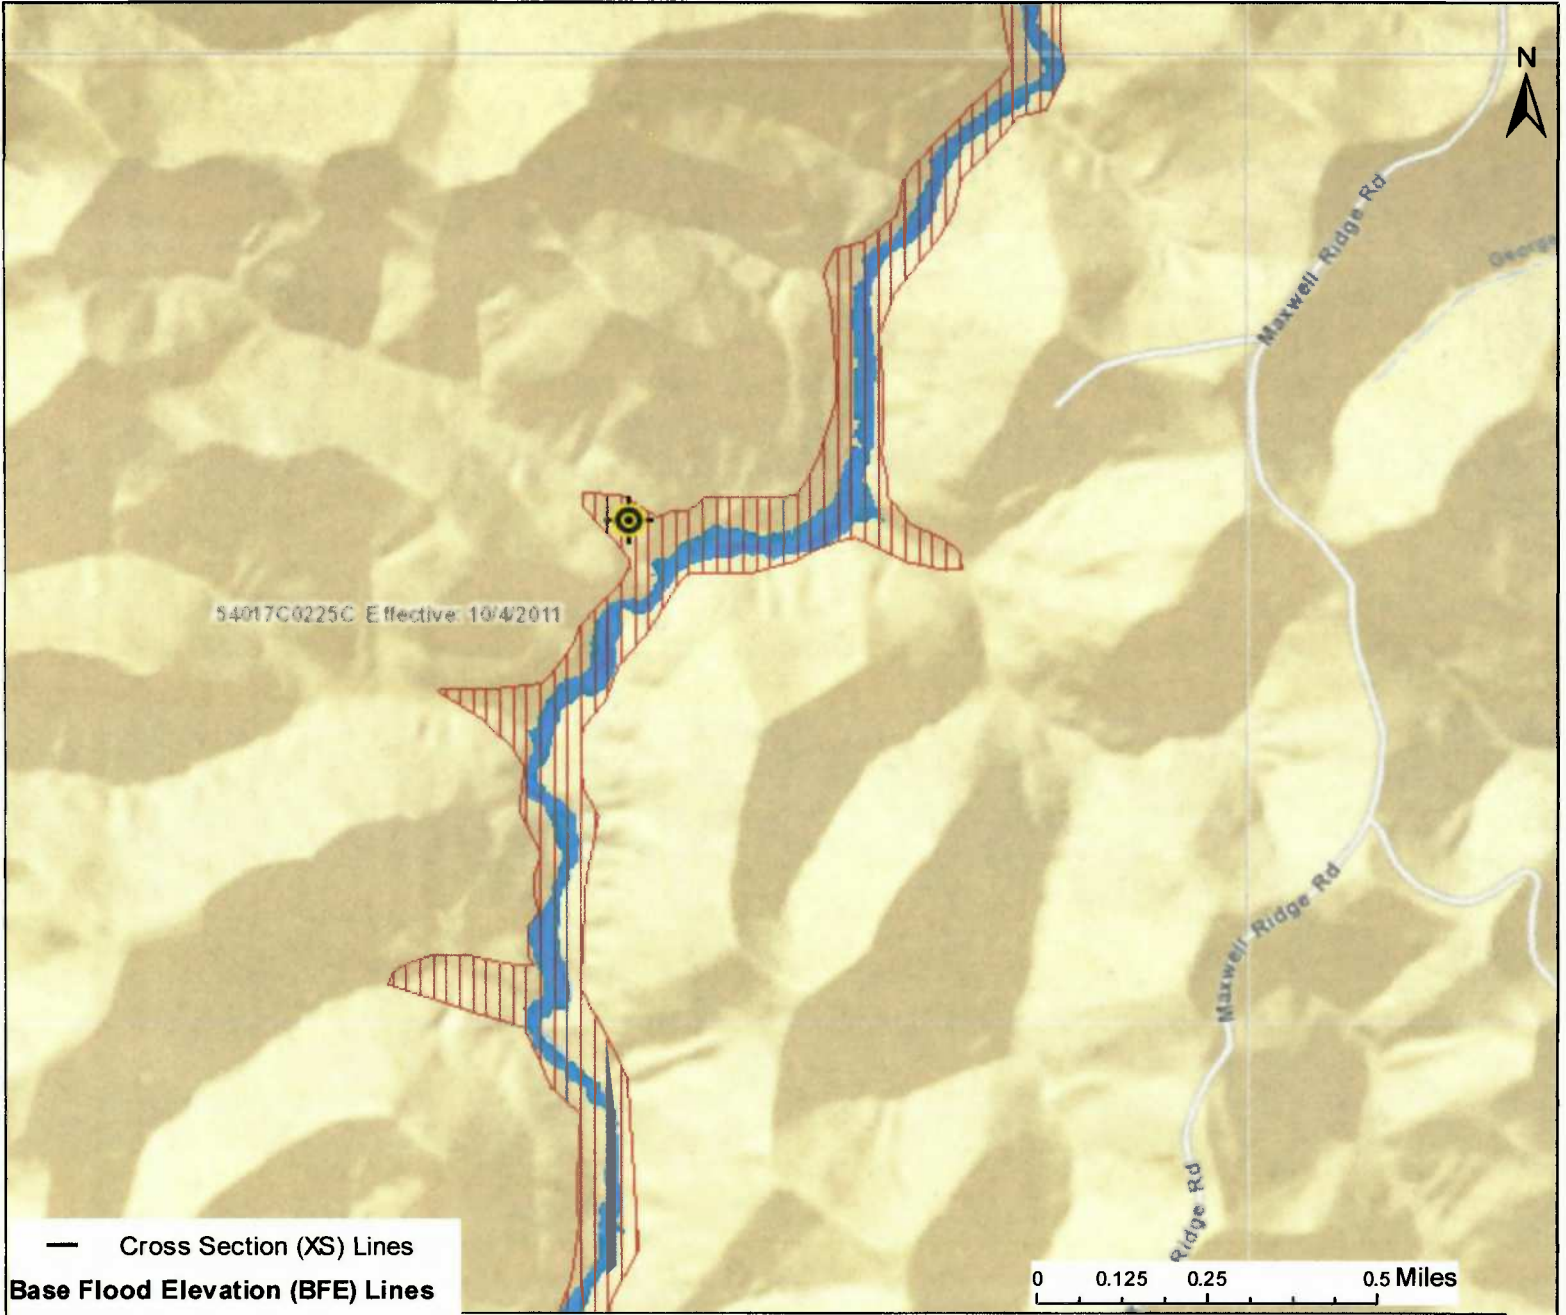 N
Maxwell Ridge Rd
George
54017C0225C Effective: 10/4/2011
Maxwell Ridge Rd
Ridge Rd
Cross Section (XS) Lines
Base Flood Elevation (BFE) Lines
0 0.125 0.25 0.5 Miles